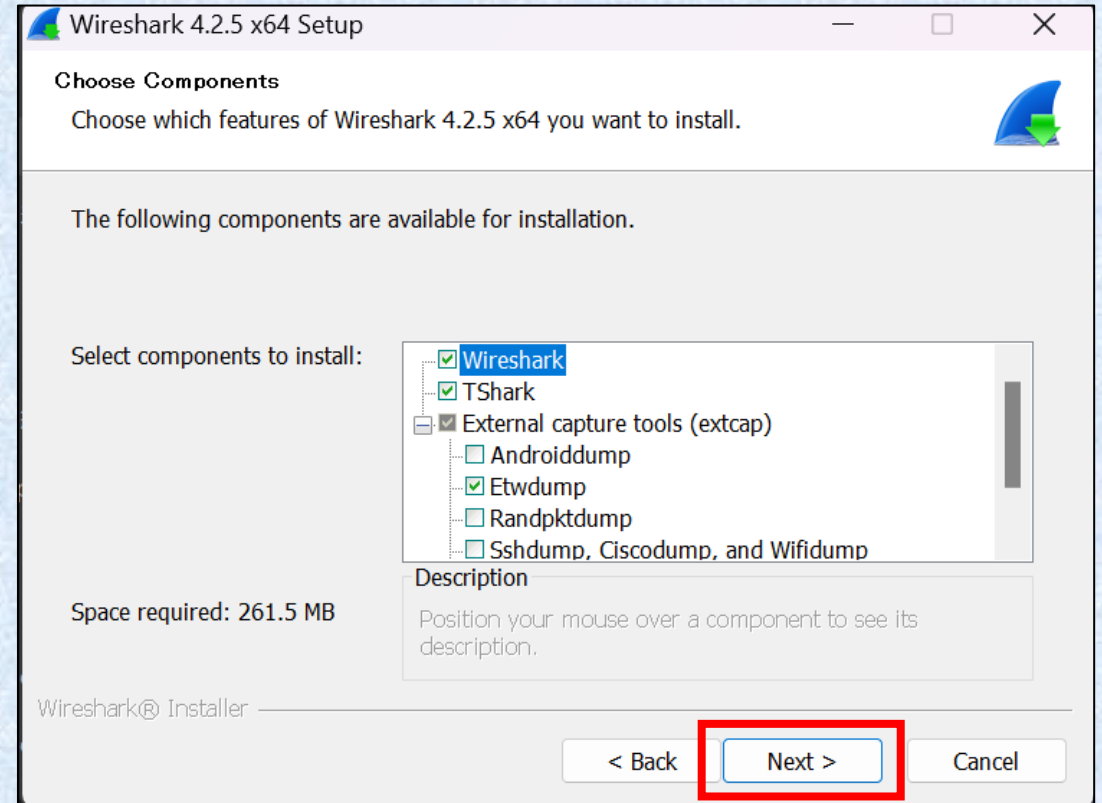 Wireshark 4.2.5 x64 Setup
Choose Components
Choose which features of Wireshark 4.2.5 x64 you want to install.
The following components are available for installation.
Select components to install:
Wireshark
TShark
External capture tools (extcap)
Androiddump
Etwdump
Randpktdump
Sshdump, Ciscodump, and Wifidump
Space required: 261.5 MB
Description
Position your mouse over a component to see its
description.
Wireshark® Installer
< Back
Next >
Cancel